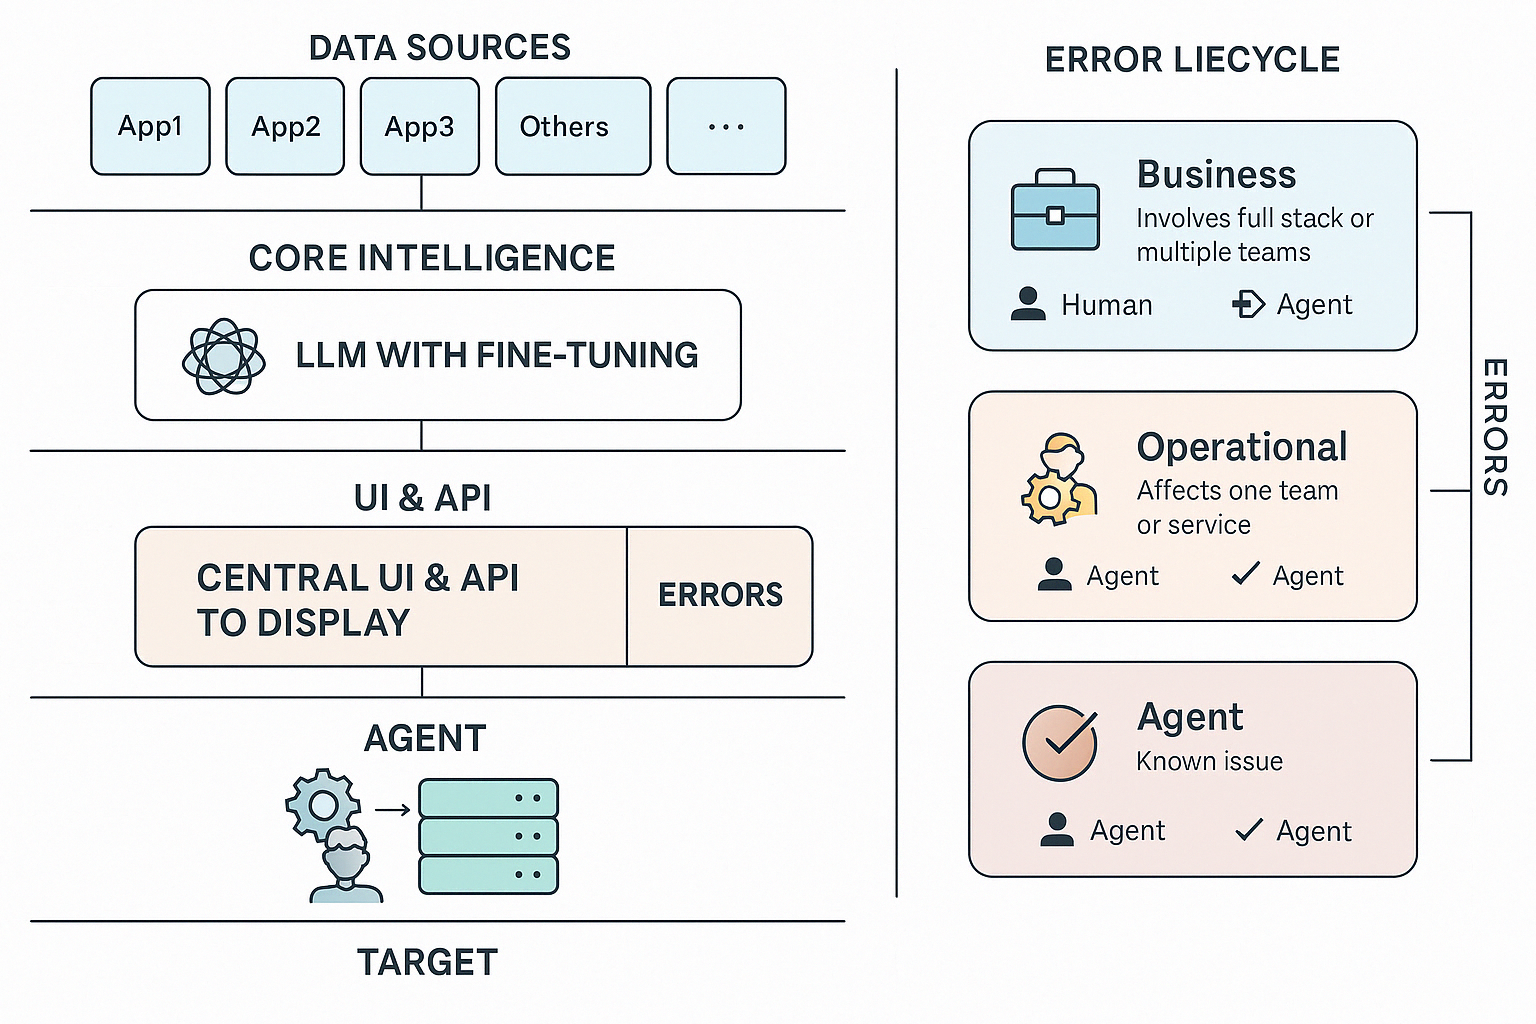 DATA SOURCES
App1
App2
App3
Others
...
CORE INTELLIGENCE
LLM WITH FINE-TUNING
UI & API
CENTRAL UI & API
TO DISPLAY
ERRORS
AGENT
TARGET
ERROR LIECYCLE
Business
Involves full stack or
multiple teams
Human
Agent
Operational
Affects one team
or service
Agent
Agent
Agent
Known issue
Agent
Agent
ERRORS